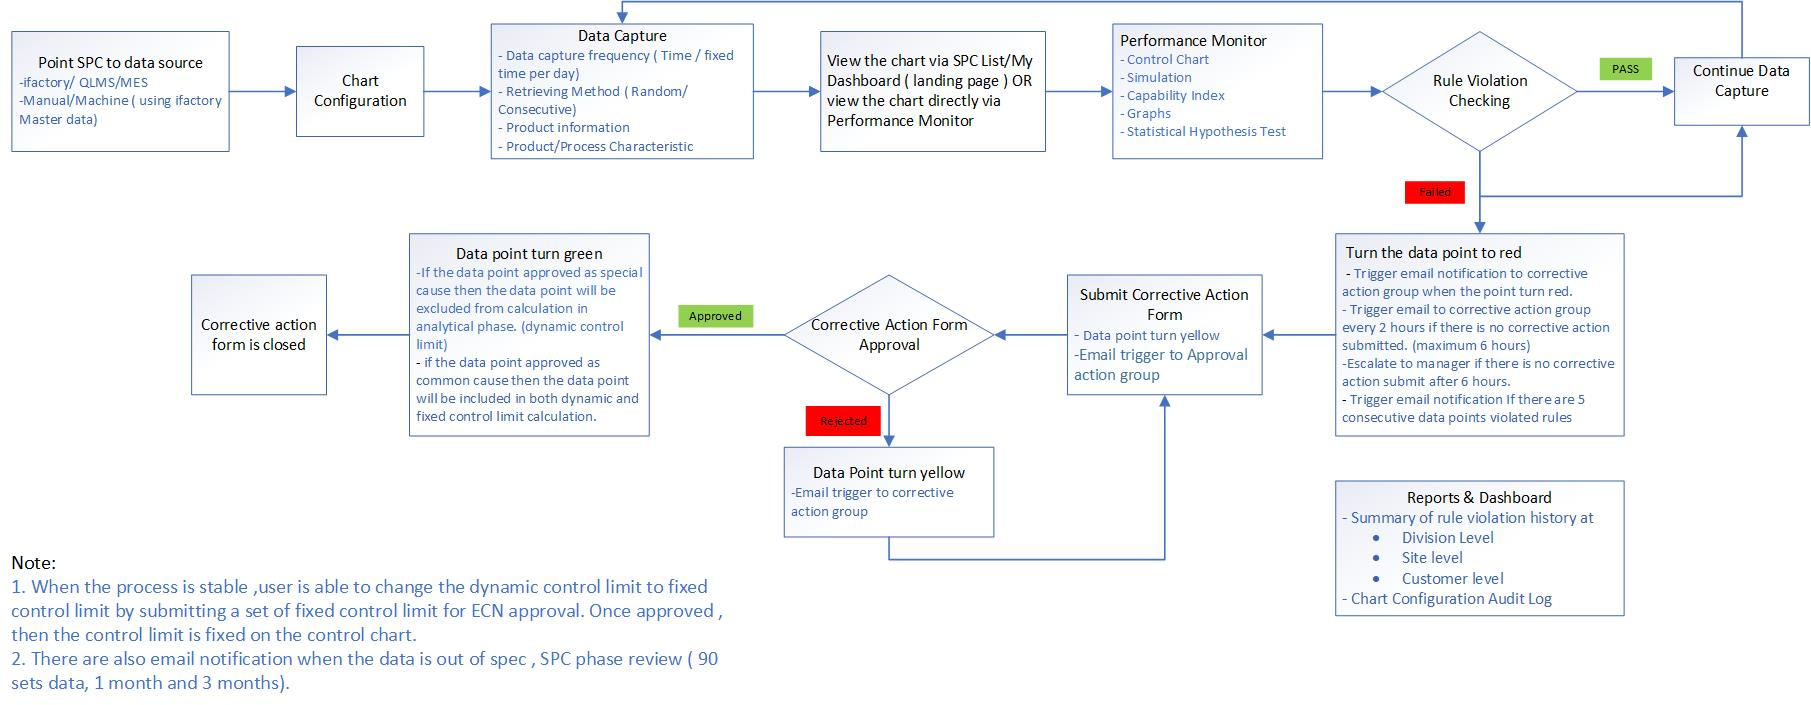 Point SPC to data source
-ifactory/ QLMS/MES
-Manual/Machine ( using ifactory
Master data)
Chart
Configuration
Data Capture
- Data capture frequency ( Time / fixed
time per day)
- Retrieving Method ( Random/
Consecutive)
- Product information
- Product/Process Characteristic
View the chart via SPC List/My
Dashboard ( landing page ) OR
view the chart directly via
Performance Monitor
Performance Monitor
- Control Chart
- Simulation
- Capability Index
- Graphs
- Statistical Hypothesis Test
Rule Violation
Checking
PASS
Continue Data
Capture
Failed
Turn the data point to red
- Trigger email notification to corrective
action group when the point turn red.
- Trigger email to corrective action group
every 2 hours if there is no corrective action
submitted. (maximum 6 hours)
-Escalate to manager if there is no corrective
action submit after 6 hours.
- Trigger email notification If there are 5
consecutive data points violated rules
Submit Corrective Action
Form
- Data point turn yellow
-Email trigger to Approval
action group
Corrective Action Form
Approval
Approved
Data point turn green
-If the data point approved as special
cause then the data point will be
excluded from calculation in
analytical phase. (dynamic control
limit)
- if the data point approved as
common cause then the data point
will be included in both dynamic and
fixed control limit calculation.
Corrective action
form is closed
Rejected
Data Point turn yellow
-Email trigger to corrective
action group
Reports & Dashboard
- Summary of rule violation history at
• Division Level
• Site level
• Customer level
- Chart Configuration Audit Log
Note:
1. When the process is stable ,user is able to change the dynamic control limit to fixed
control limit by submitting a set of fixed control limit for ECN approval. Once approved ,
then the control limit is fixed on the control chart.
2. There are also email notification when the data is out of spec , SPC phase review ( 90
sets data, 1 month and 3 months).